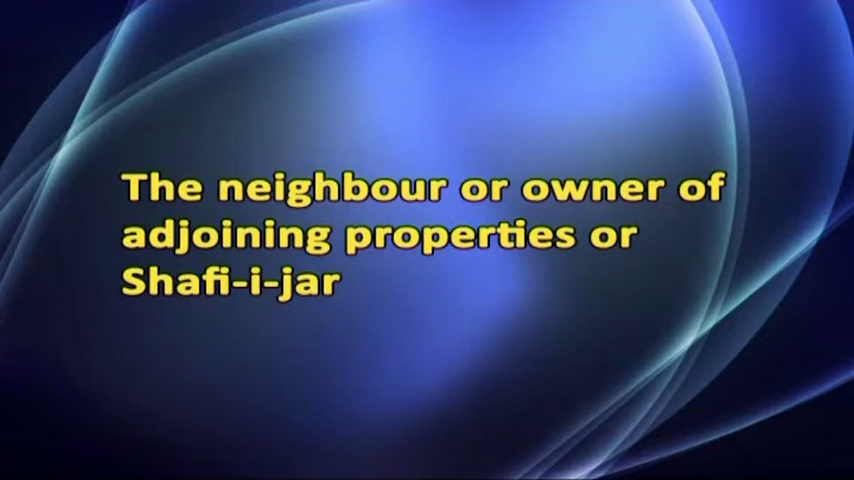 The neighbour or owner of
adjoining properties or
Shafi-i-jar